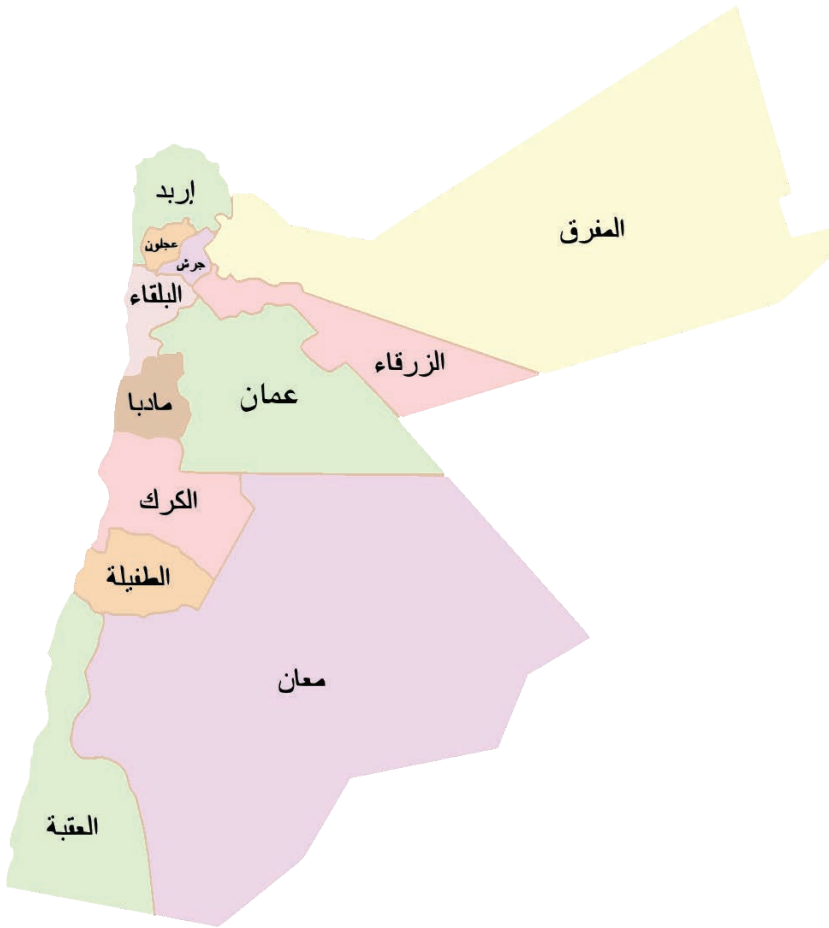 إربد
المفرق
عجلون
جرش
البلقاء
الزرقاء
عمان
مادبا
الكرك
الطفيلة
معان
العقبة